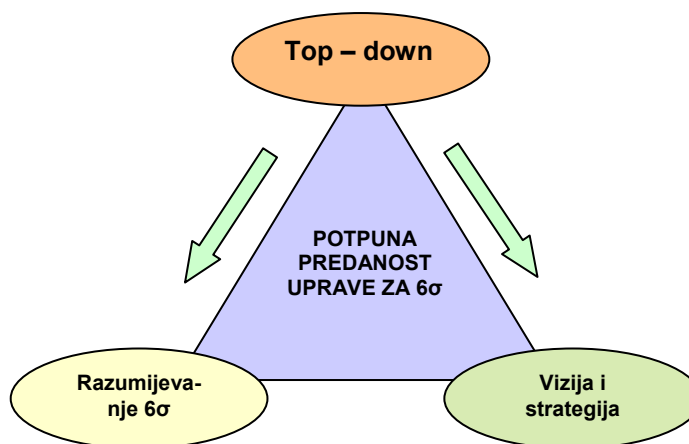 Top – down
POTPUNA
PREDANOST
UPRAVE ZA 6σ
Razumijeva-
nje 6σ
Vizija i
strategija